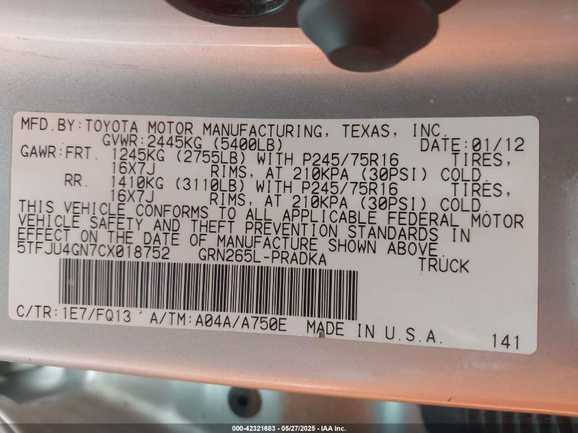 MFD.BY:TOYOTA MOTOR MANUFACTURING, TEXAS, INC.
GVWR:2445KG (5400LB) DATE:01/12
GAWR:FRT. 1245KG (2755LB) WITH P245/75R16 TIRES,
16X7J RIMS, AT 210KPA (30PSI) COLD.
RR. 1410KG (3110LB) WITH P245/75R16 TIRES,
16X7J RIMS, AT 210KPA (30PSI) COLD.
THIS VEHICLE CONFORMS TO ALL APPLICABLE FEDERAL MOTOR
VEHICLE SAFETY AND THEFT PREVENTION STANDARDS IN
EFFECT ON THE DATE OF MANUFACTURE SHOWN ABOVE.
5TFJU4GN7CX018752 GRN265L-PRADKA TRUCK
C/TR:1E7/FQ13 A/TM:A04A/A750E MADE IN U.S.A. 141
000-42321683 - 05/27/2025 - IAA Inc.